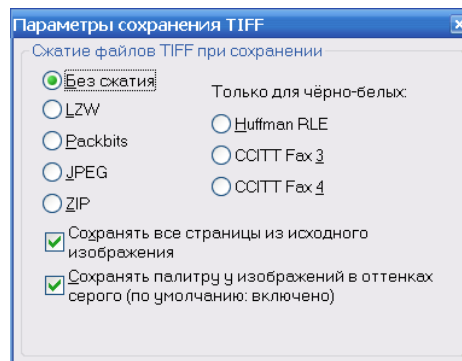 Параметры сохранения TIFF
Сжатие файлов TIFF при сохранении
Без сжатия
LZW
Packbits
JPEG
ZIP
Только для чёрно-белых:
Huffman RLE
CCITT Fax 3
CCITT Fax 4
Сохранять все страницы из исходного
изображения
Сохранять палитру у изображений в оттенках
серого (по умолчанию: включено)